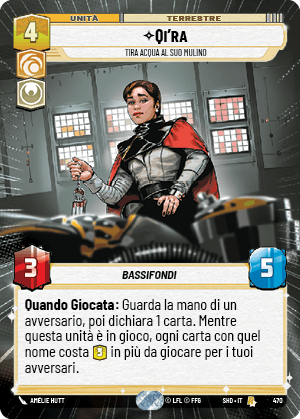 UNITÀ
TERRESTRE
4
QI'RA
TIRA ACQUA AL SUO MULINO
3
BASSIFONDI
5
Quando Giocata: Guarda la mano di un
avversario, poi dichiara 1 carta. Mentre
questa unità è in gioco, ogni carta con quel
nome costa 3 in più da giocare per i tuoi
avversari.
AMÉLIE HUTT
© LFL © FFG
SHD • IT
470